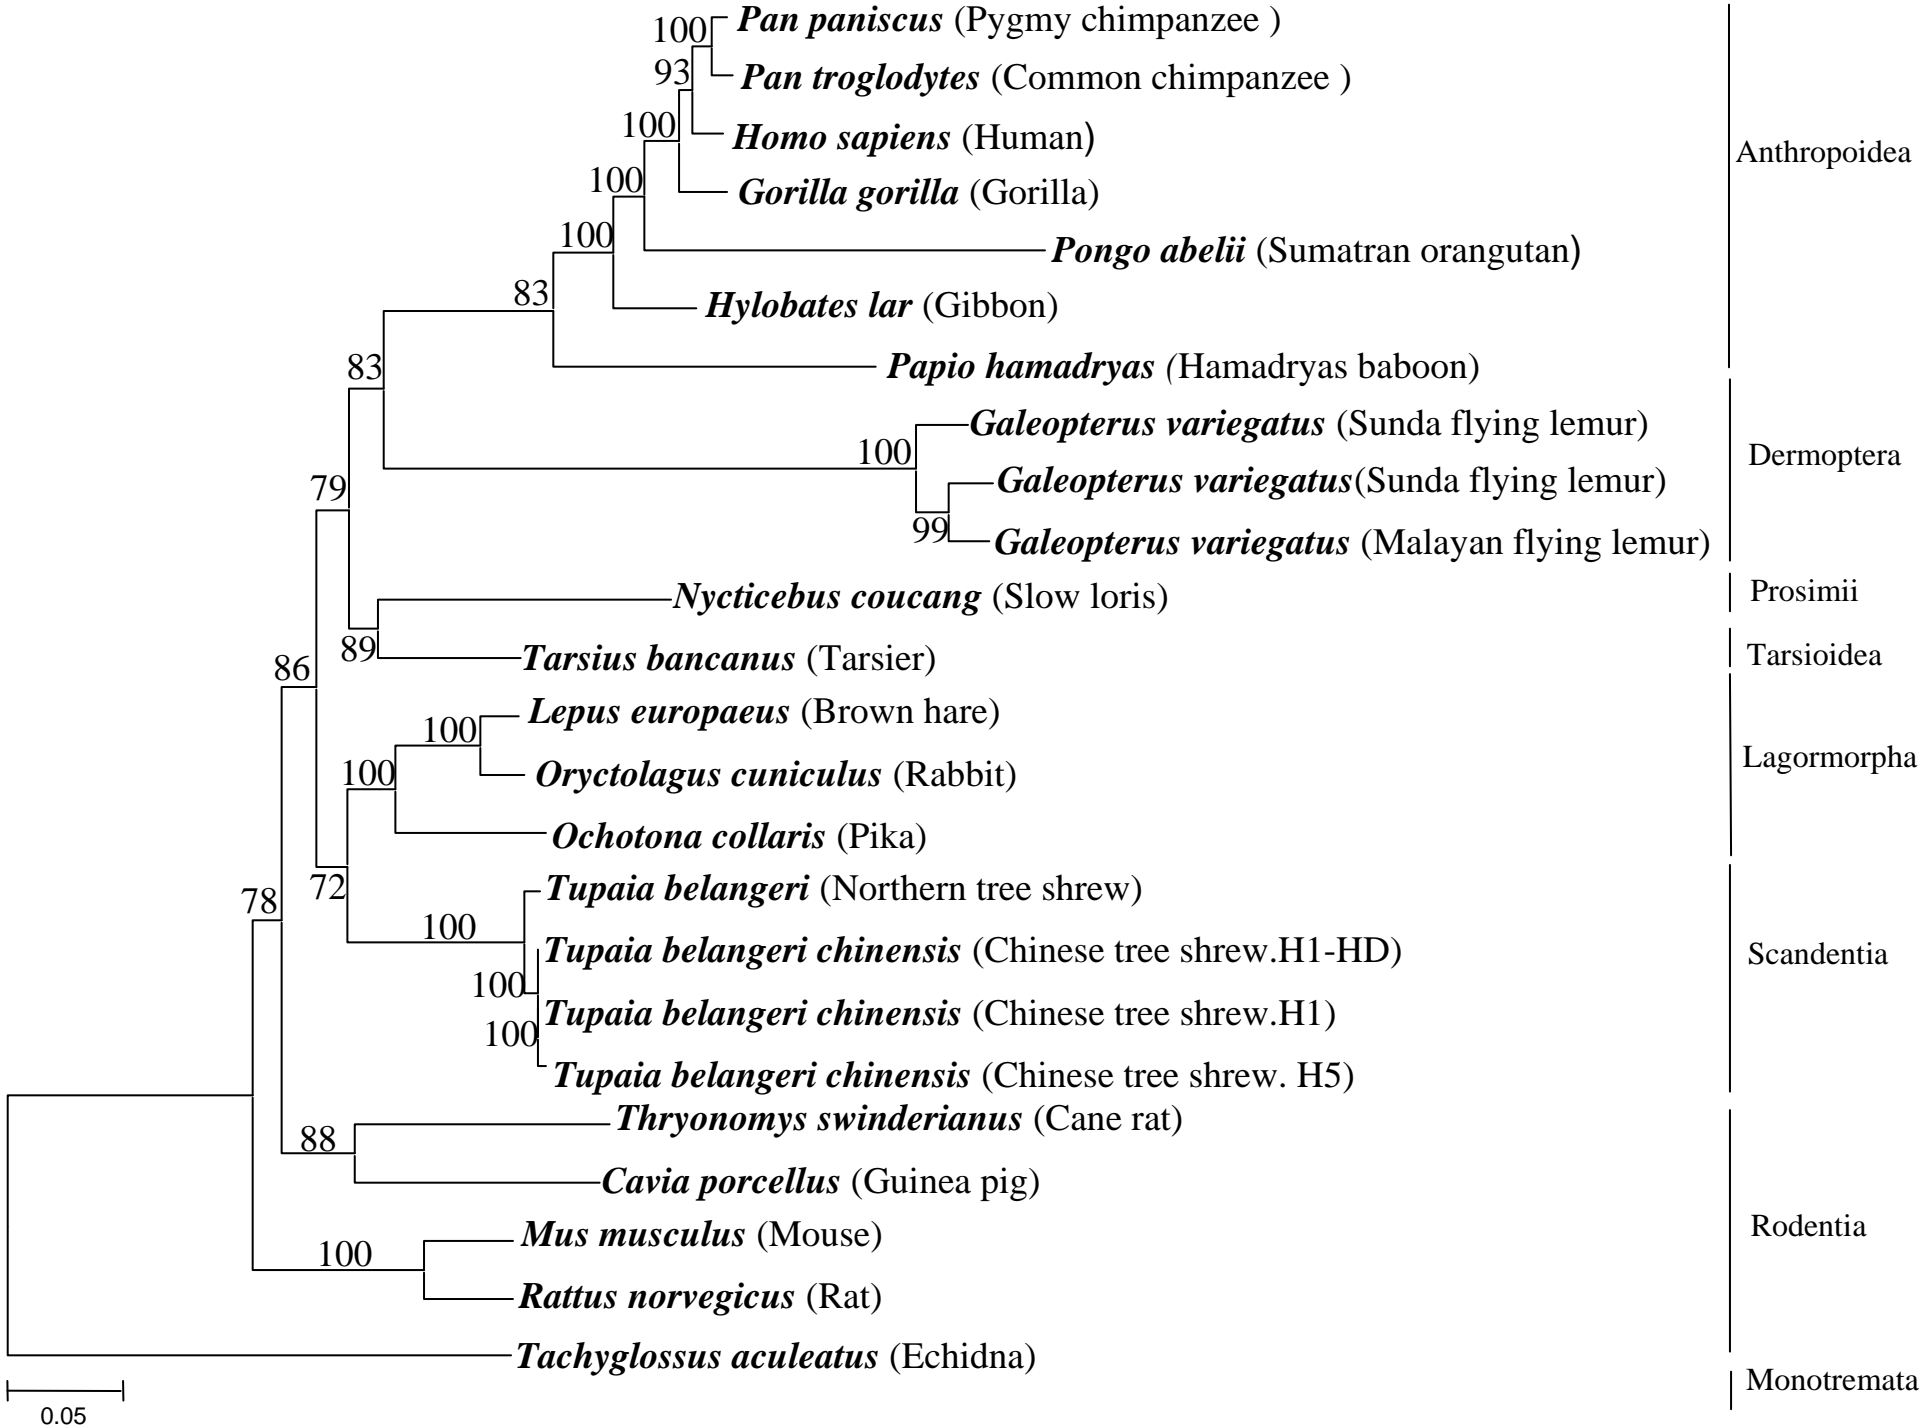 100
Pan paniscus (Pygmy chimpanzee )
93
Pan troglodytes (Common chimpanzee )
100
Homo sapiens (Human)
Anthropoidea
100
Gorilla gorilla (Gorilla)
100
Pongo abelii (Sumatran orangutan)
83
Hylobates lar (Gibbon)
83
Papio hamadryas (Hamadryas baboon)
Galeopterus variegatus (Sunda flying lemur)
100
Dermoptera
79
Galeopterus variegatus(Sunda flying lemur)
99
Galeopterus variegatus (Malayan flying lemur)
Nycticebus coucang (Slow loris)
Prosimii
89
Tarsius bancanus (Tarsier)
Tarsioidea
86
Lepus europaeus (Brown hare)
100
Lagormorpha
100
Oryctolagus cuniculus (Rabbit)
Ochotona collaris (Pika)
72
Tupaia belangeri (Northern tree shrew)
78
100
Tupaia belangeri chinensis (Chinese tree shrew.H1-HD)
Scandentia
100
Tupaia belangeri chinensis (Chinese tree shrew.H1)
100
Tupaia belangeri chinensis (Chinese tree shrew. H5)
Thryonomys swinderianus (Cane rat)
88
Cavia porcellus (Guinea pig)
Rodentia
Mus musculus (Mouse)
100
Rattus norvegicus (Rat)
Tachyglossus aculeatus (Echidna)
Monotremata
0.05